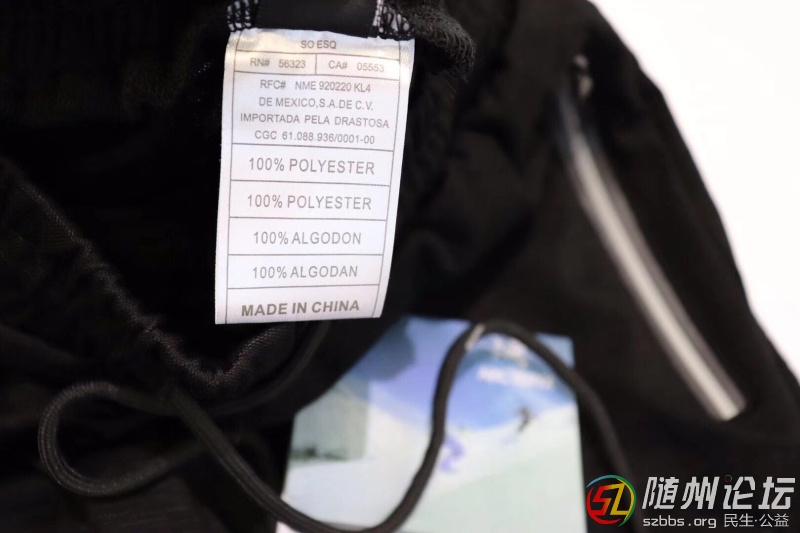 SO ESQ
RN# 56323 CA# 05553
RFC# NME 920220 KL4
DE MEXICO,S.A.DE C.V.
IMPORTADA PELA DRASTOSA
CGC 61.088.936/0001-00
100% POLYESTER
100% POLYESTER
100% ALGODON
100% ALGODAN
MADE IN CHINA
随州论坛
szbbs.org 民生·公益